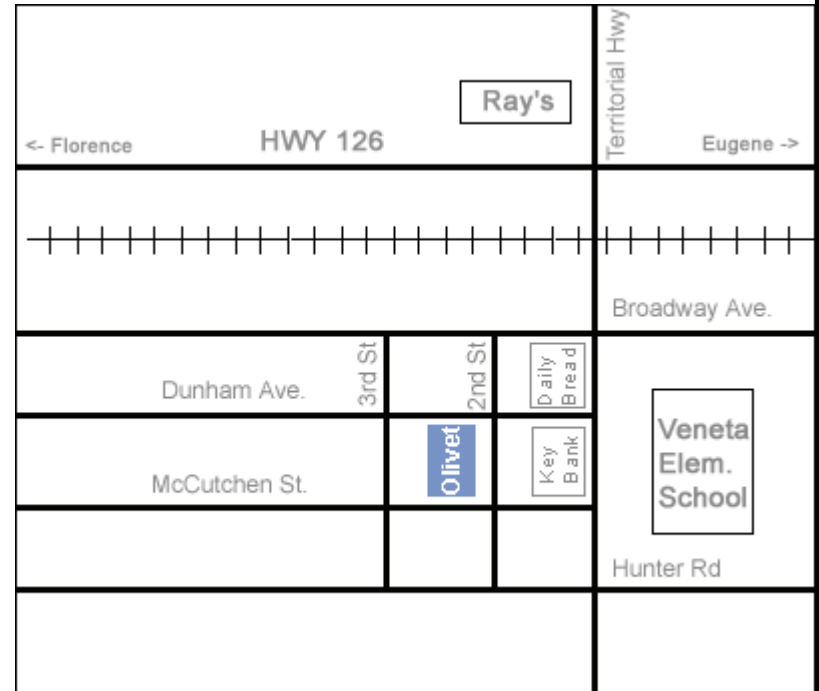 Territorial Hwy
Ray's
<- Florence
HWY 126
Eugene ->
Broadway Ave.
3rd St
2nd St
Daily
Bread
Dunham Ave.
Olivet
Key
Bank
Veneta
Elem.
School
McCutchen St.
Hunter Rd